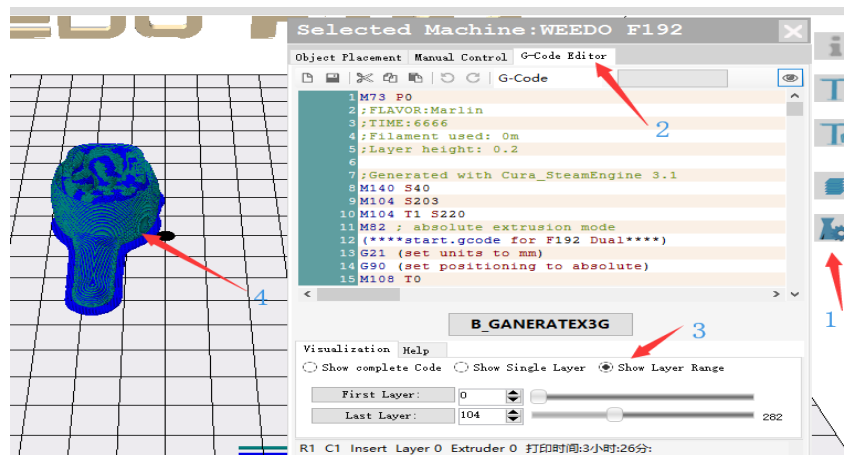 Selected Machine:WEEDO F192
Object Placement Manual Control G-Code Editor
G-Code
2
1 M73 P0
2 ;FLAVOR:Marlin
3 ;TIME:6666
4 ;Filament used: 0m
5 ;Layer height: 0.2
6
7 ;Generated with Cura_SteamEngine 3.1
8 M140 S40
9 M104 S203
10 M104 T1 S220
11 M82 ; absolute extrusion mode
12 (****start.gcode for F192 Dual****)
13 G21 (set units to mm)
14 G90 (set positioning to absolute)
15 M108 T0
4
1
B_GANERATEX3G
3
Visualization Help
Show complete Code Show Single Layer Show Layer Range
First Layer: 0
Last Layer: 104 282
R1 C1 Insert Layer 0 Extruder 0 打印时间:3小时:26分: